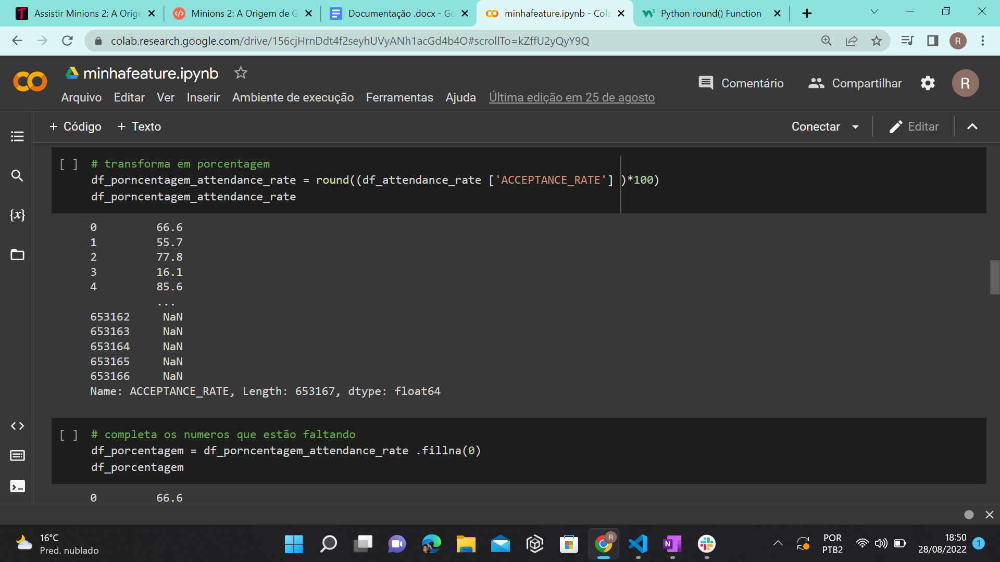 Assistir Minions 2: A Orige
Minions 2: A Origem de G
Documentação .docx - Go
minhafeature.ipynb - Cola
Python round() Function
colab.research.google.com/drive/156cjHrnDdt4f2seyhUVyANh1acGd4b4O#scrollTo=kZffU2yQyY9Q
R
minhafeature.ipynb
Comentário
Compartilhar
R
Arquivo Editar Ver Inserir Ambiente de execução Ferramentas Ajuda Última edição em 25 de agosto
+ Código + Texto
Conectar
Editar
[ ] # transforma em porcentagem
df_porncentagem_attendance_rate = round((df_attendance_rate ['ACCEPTANCE_RATE'] )*100)
df_porncentagem_attendance_rate
0 66.6
1 55.7
2 77.8
3 16.1
4 85.6
...
653162 NaN
653163 NaN
653164 NaN
653165 NaN
653166 NaN
Name: ACCEPTANCE_RATE, Length: 653167, dtype: float64
[ ] # completa os numeros que estão faltando
df_porcentagem = df_porncentagem_attendance_rate .fillna(0)
df_porcentagem
0 66.6
16°C
Pred. nublado
R
N
POR
PTB2
18:50
28/08/2022
1